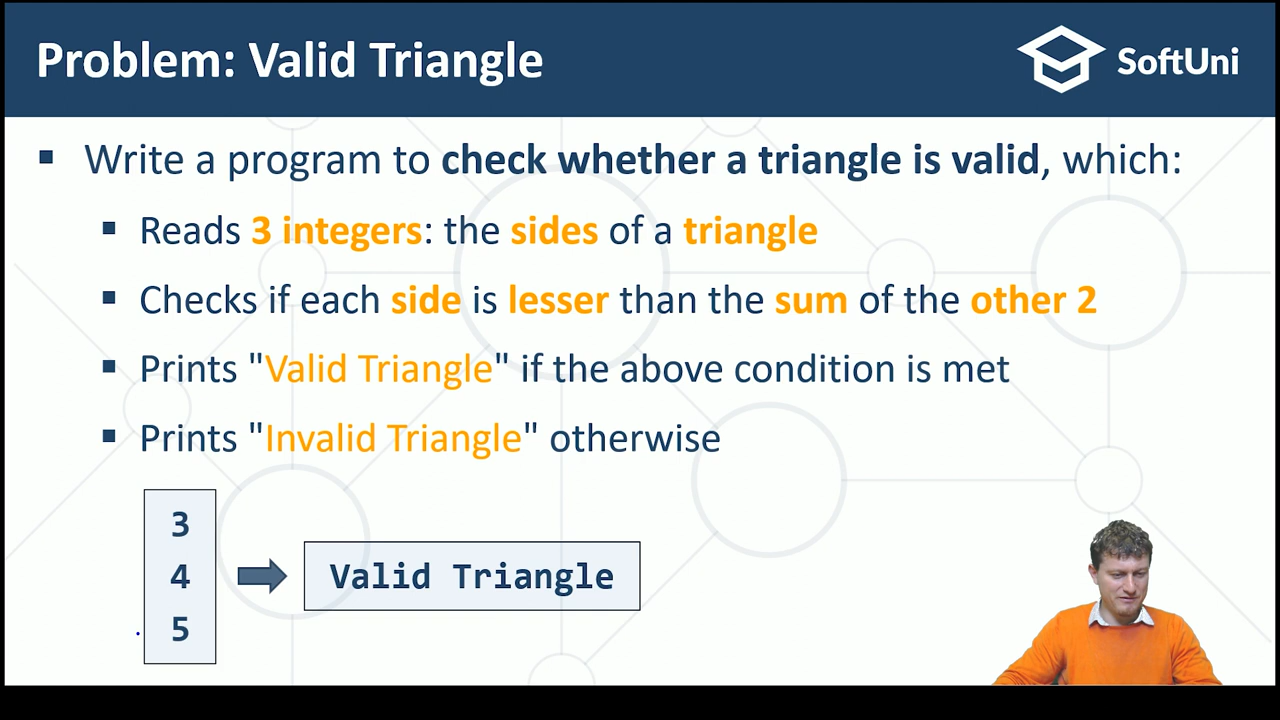 Problem: Valid Triangle
SoftUni
▪ Write a program to check whether a triangle is valid, which:
▪ Reads 3 integers: the sides of a triangle
▪ Checks if each side is lesser than the sum of the other 2
▪ Prints "Valid Triangle" if the above condition is met
▪ Prints "Invalid Triangle" otherwise
3
4
5
Valid Triangle